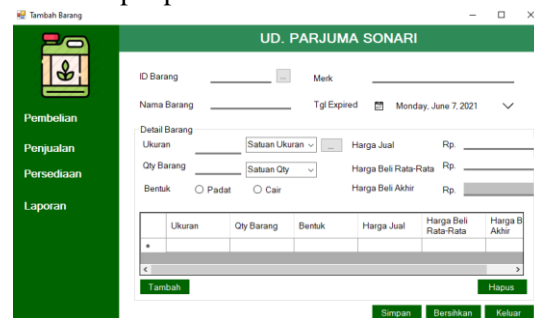 Tambah Barang
UD. PARJUMA SONARI
Pembelian
Penjualan
Persediaan
Laporan
ID Barang ... Merk
Nama Barang Tgl Expired Monday, June 7, 2021
Detail Barang
Ukuran Satuan Ukuran ... Harga Jual Rp.
Qty Barang Satuan Qty Harga Beli Rata-Rata Rp.
Bentuk Padat Cair Harga Beli Akhir Rp.
Ukuran Qty Barang Bentuk Harga Jual Harga Beli Rata-Rata Harga B Akhir
Tambah Hapus
Simpan Bersihkan Keluar